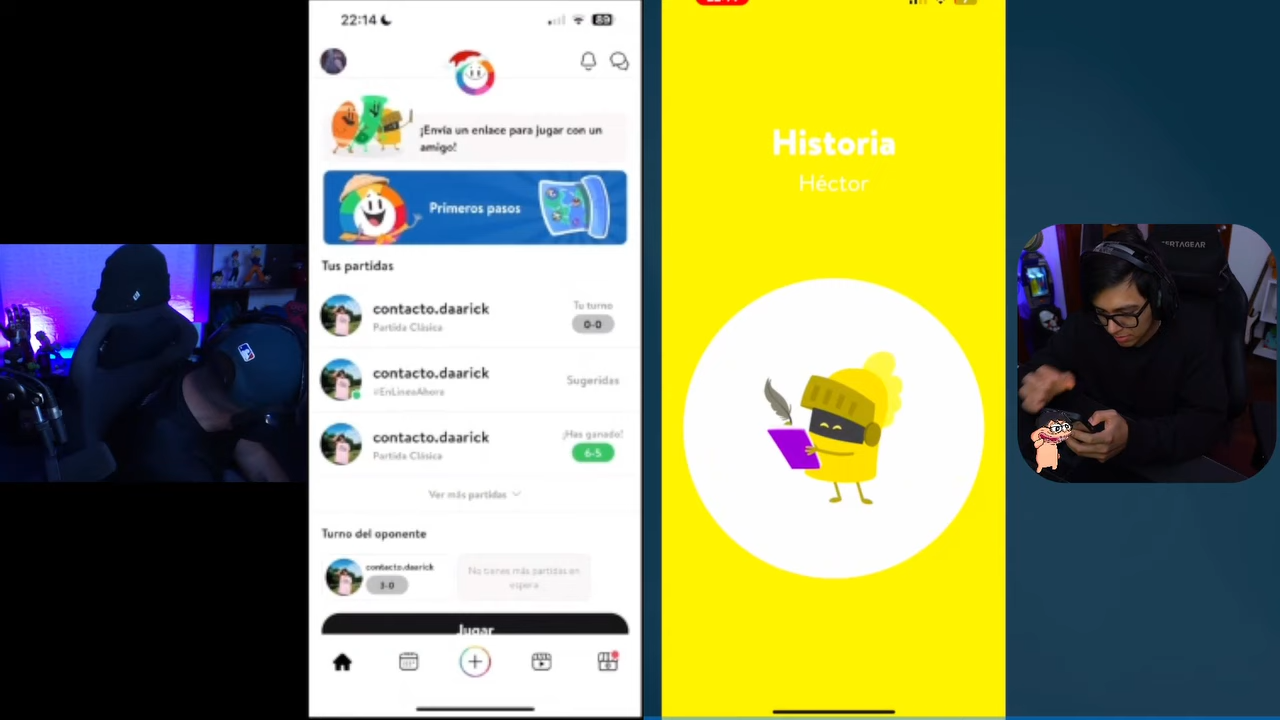 22:14
89
¡Envía un enlace para jugar con un
amigo!
Primeros pasos
Tus partidas
contacto.daarick
Partida Clásica
Tu turno
0-0
contacto.daarick
@EnLíneaAhora
Sugeridas
contacto.daarick
Partida Clásica
¡Has ganado!
6-5
Ver más partidas
Turno del oponente
contacto.daarick
3-0
No tienes más partidas en
espera
Jugar
Historia
Héctor